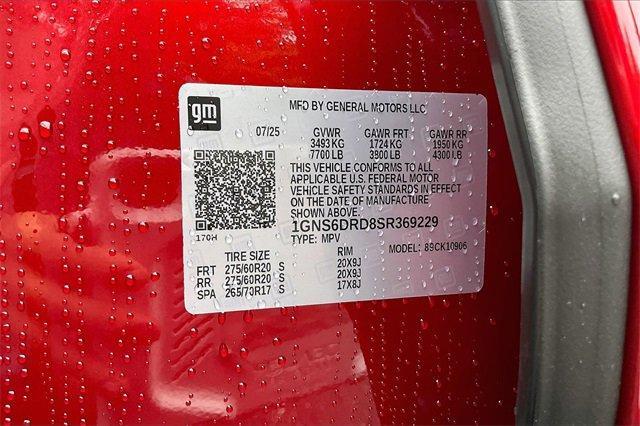 gm
MFD BY GENERAL MOTORS LLC
07/25 GVWR GAWR FRT GAWR RR
3493 KG 1724 KG 1950 KG
7700 LB 3800 LB 4300 LB
THIS VEHICLE CONFORMS TO ALL
APPLICABLE U.S. FEDERAL MOTOR
VEHICLE SAFETY STANDARDS IN EFFECT
ON THE DATE OF MANUFACTURE
SHOWN ABOVE.
1GNS6DRD8SR369229
170H TYPE: MPV MODEL: 89CK10906
TIRE SIZE RIM
FRT 275/60R20 S 20X9J
RR 275/60R20 S 20X9J
SPA 265/70R17 S 17X8J